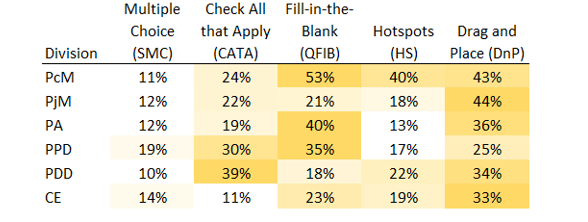 Multiple Check All Fill-in-the-
Choice that Apply Blank Hotspots Drag and
Division (SMC) (CATA) (QFIB) (HS) Place (DnP)
PcM 11% 24% 53% 40% 43%
PjM 12% 22% 21% 18% 44%
PA 12% 19% 40% 13% 36%
PPD 19% 30% 35% 17% 25%
PDD 10% 39% 18% 22% 34%
CE 14% 11% 23% 19% 33%